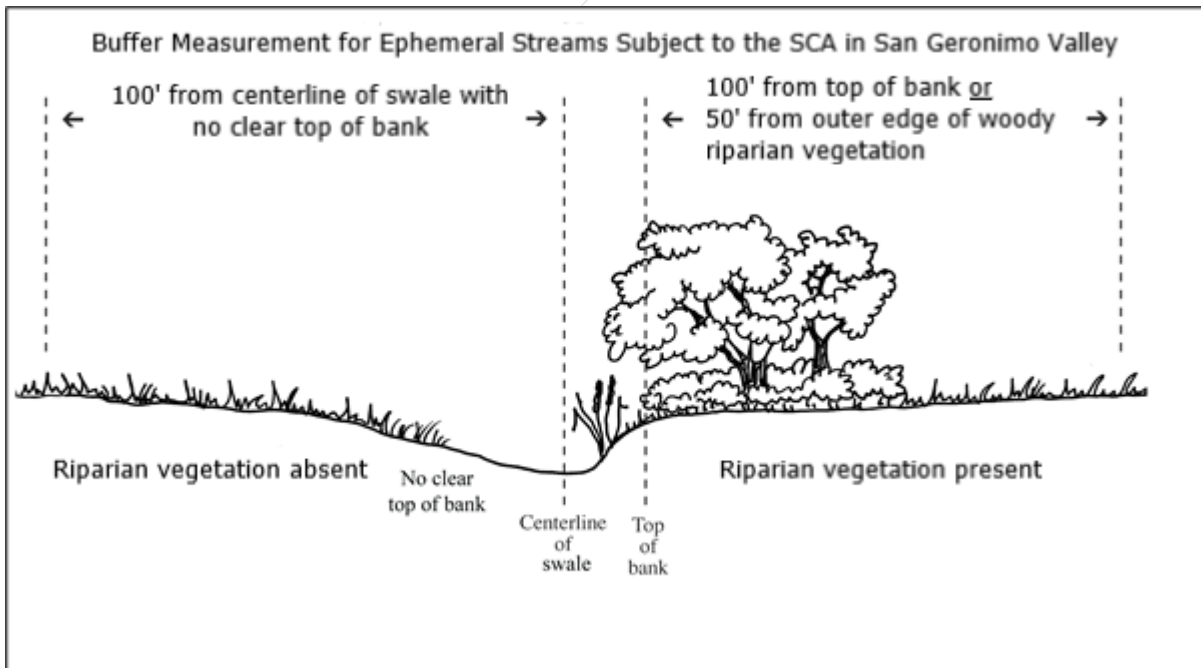 Buffer Measurement for Ephemeral Streams Subject to the SCA in San Geronimo Valley
100' from centerline of swale with
no clear top of bank
100' from top of bank or
50' from outer edge of woody
riparian vegetation
Riparian vegetation absent
No clear
top of bank
Riparian vegetation present
Centerline
of
swale
Top
of
bank